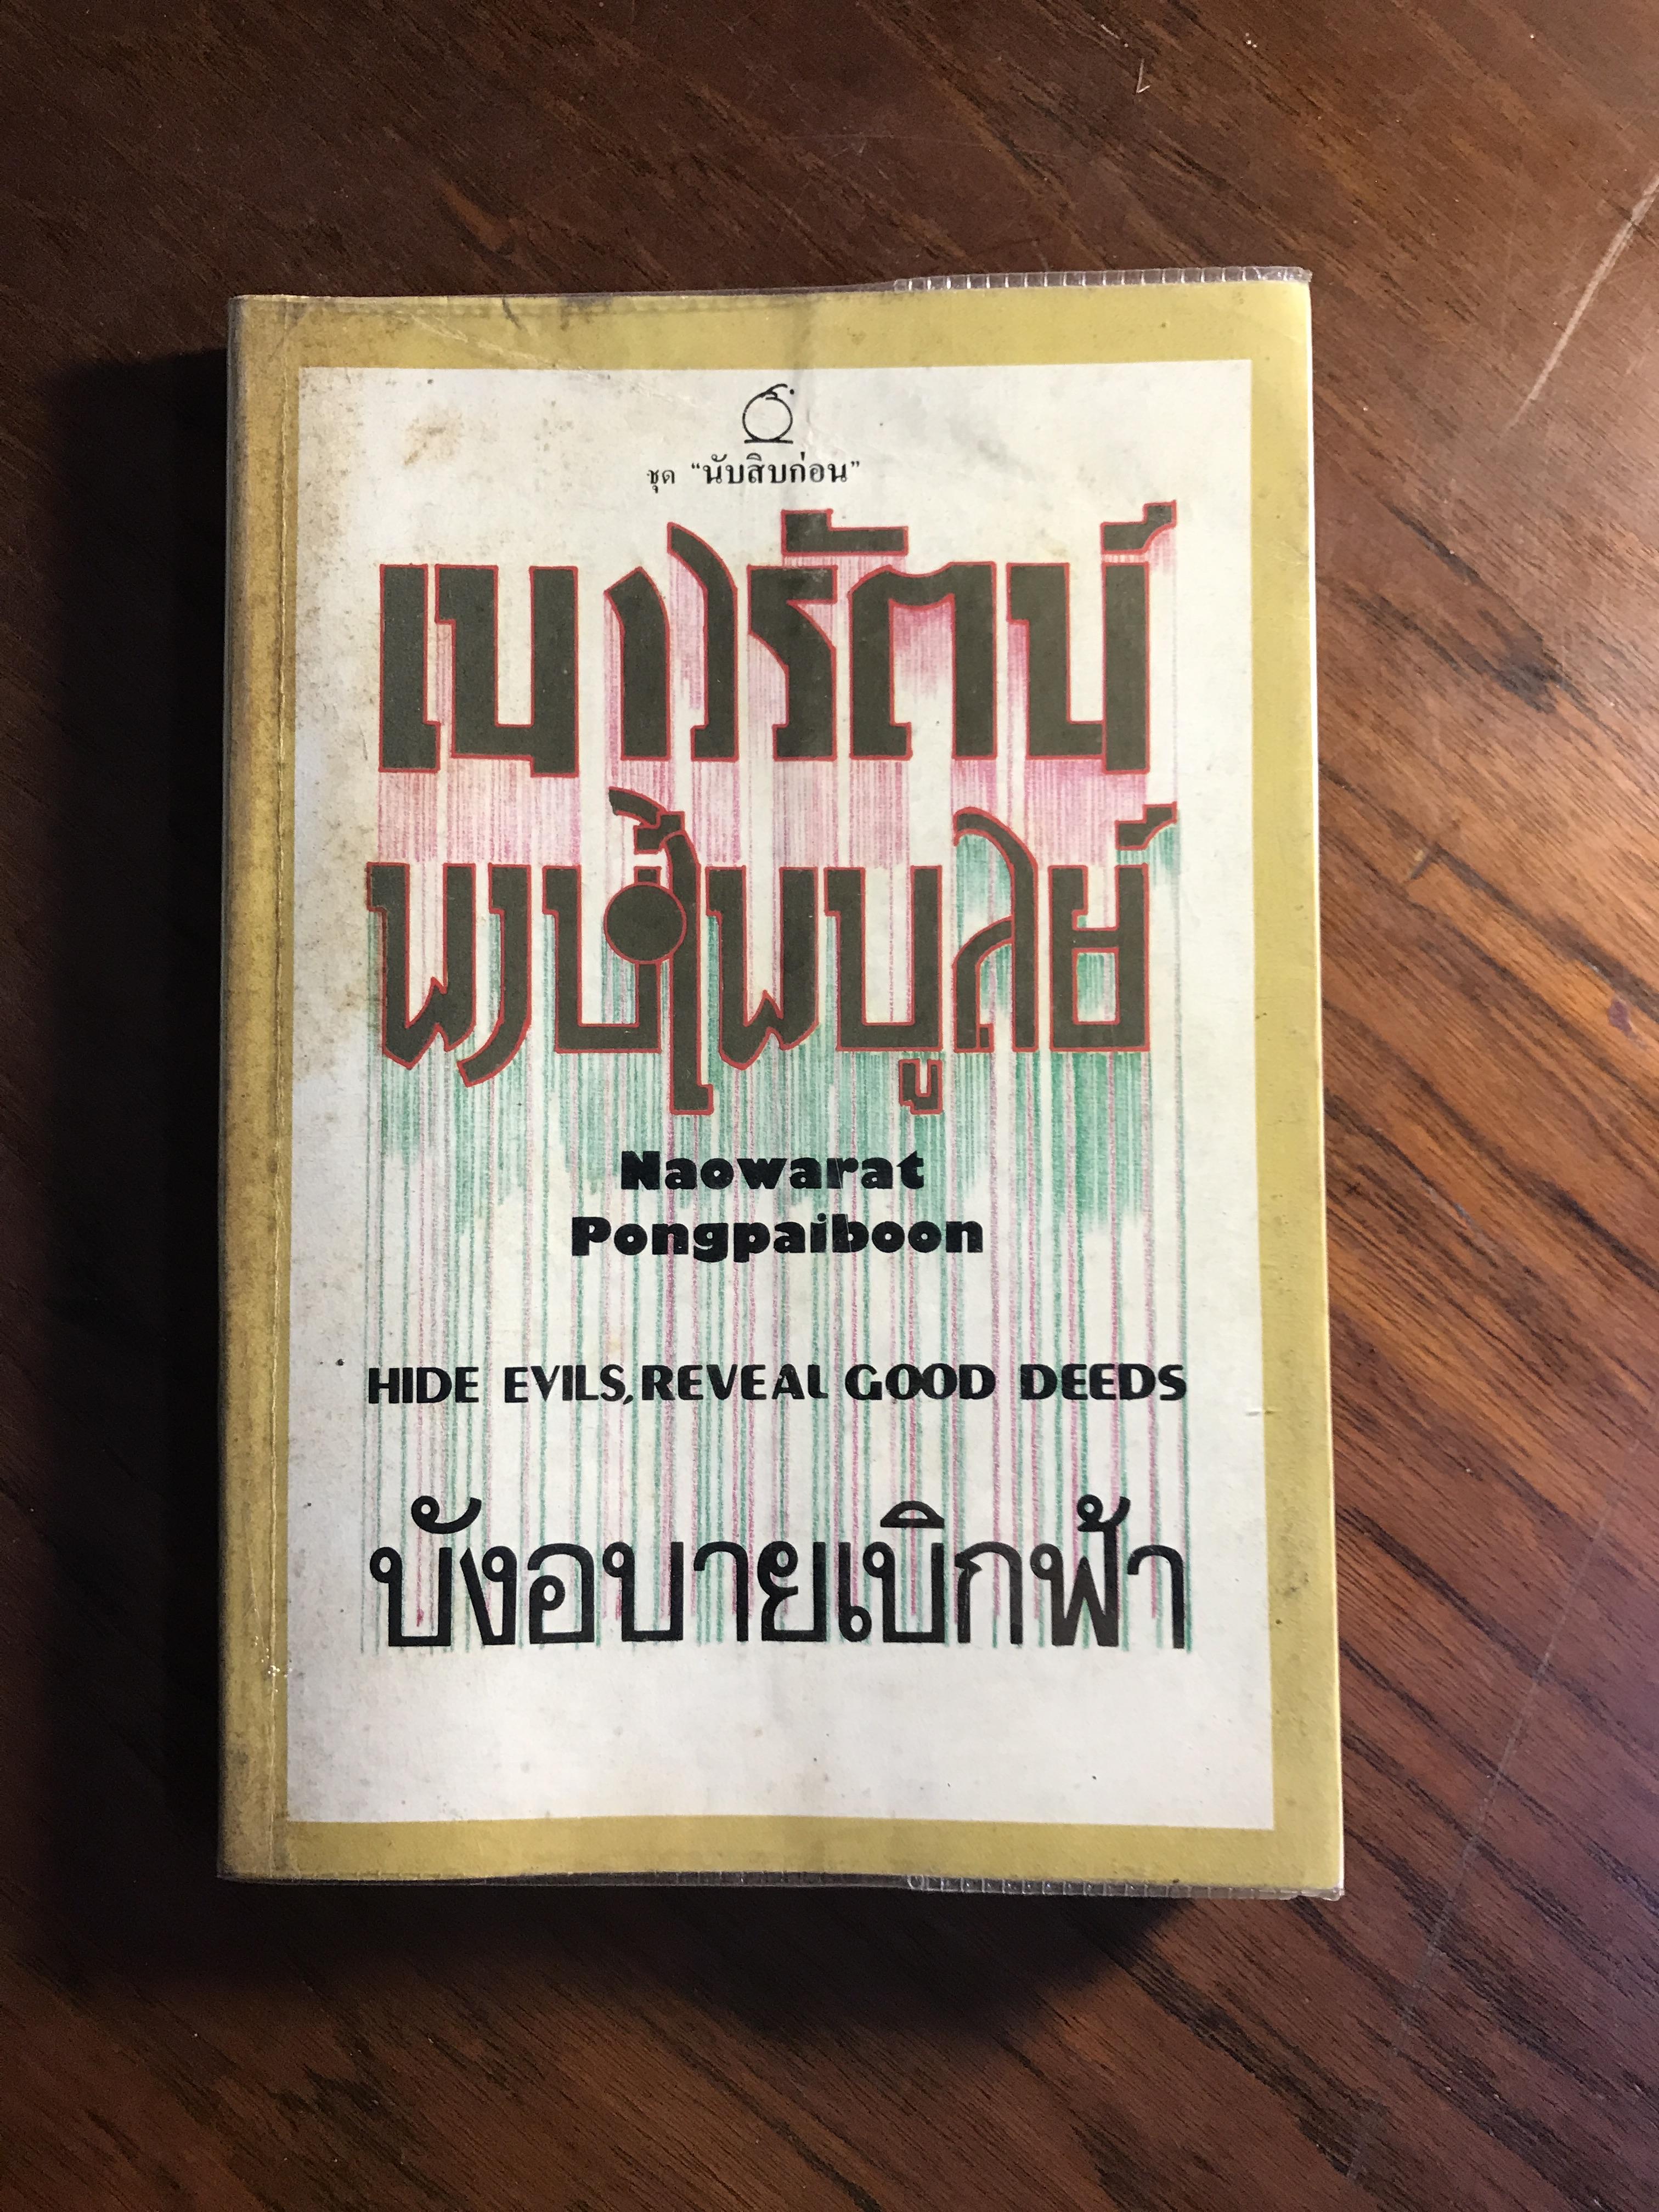 ชุด “นับสิบก่อน”
เนาวรัตน์
พงษ์ไพบูลย์
Naowarat
Pongpaiboon
HIDE EVILS, REVEAL GOOD DEEDS
บังอบายเบิกฟ้า